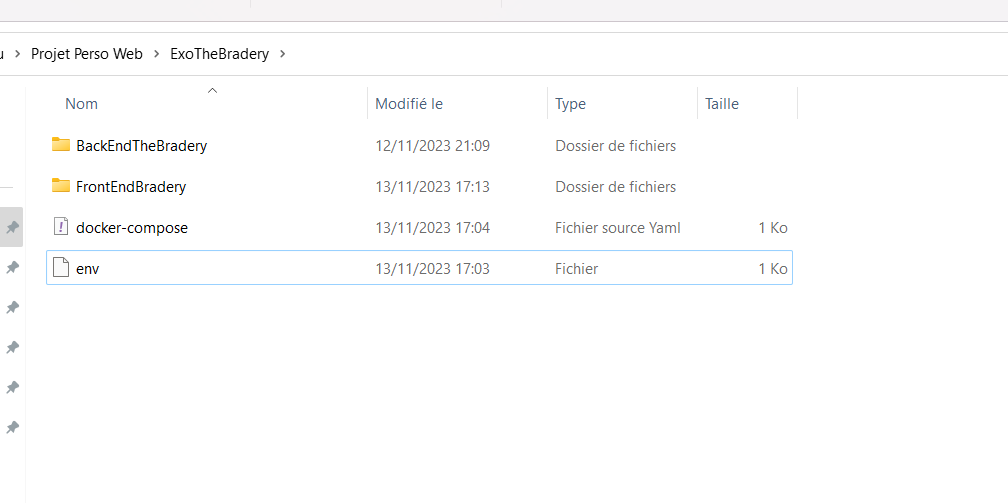 u > Projet Perso Web > ExoTheBradery >
Nom Modifié le Type Taille
BackEndTheBradery 12/11/2023 21:09 Dossier de fichiers
FrontEndBradery 13/11/2023 17:13 Dossier de fichiers
docker-compose 13/11/2023 17:04 Fichier source Yaml 1 Ko
env 13/11/2023 17:03 Fichier 1 Ko